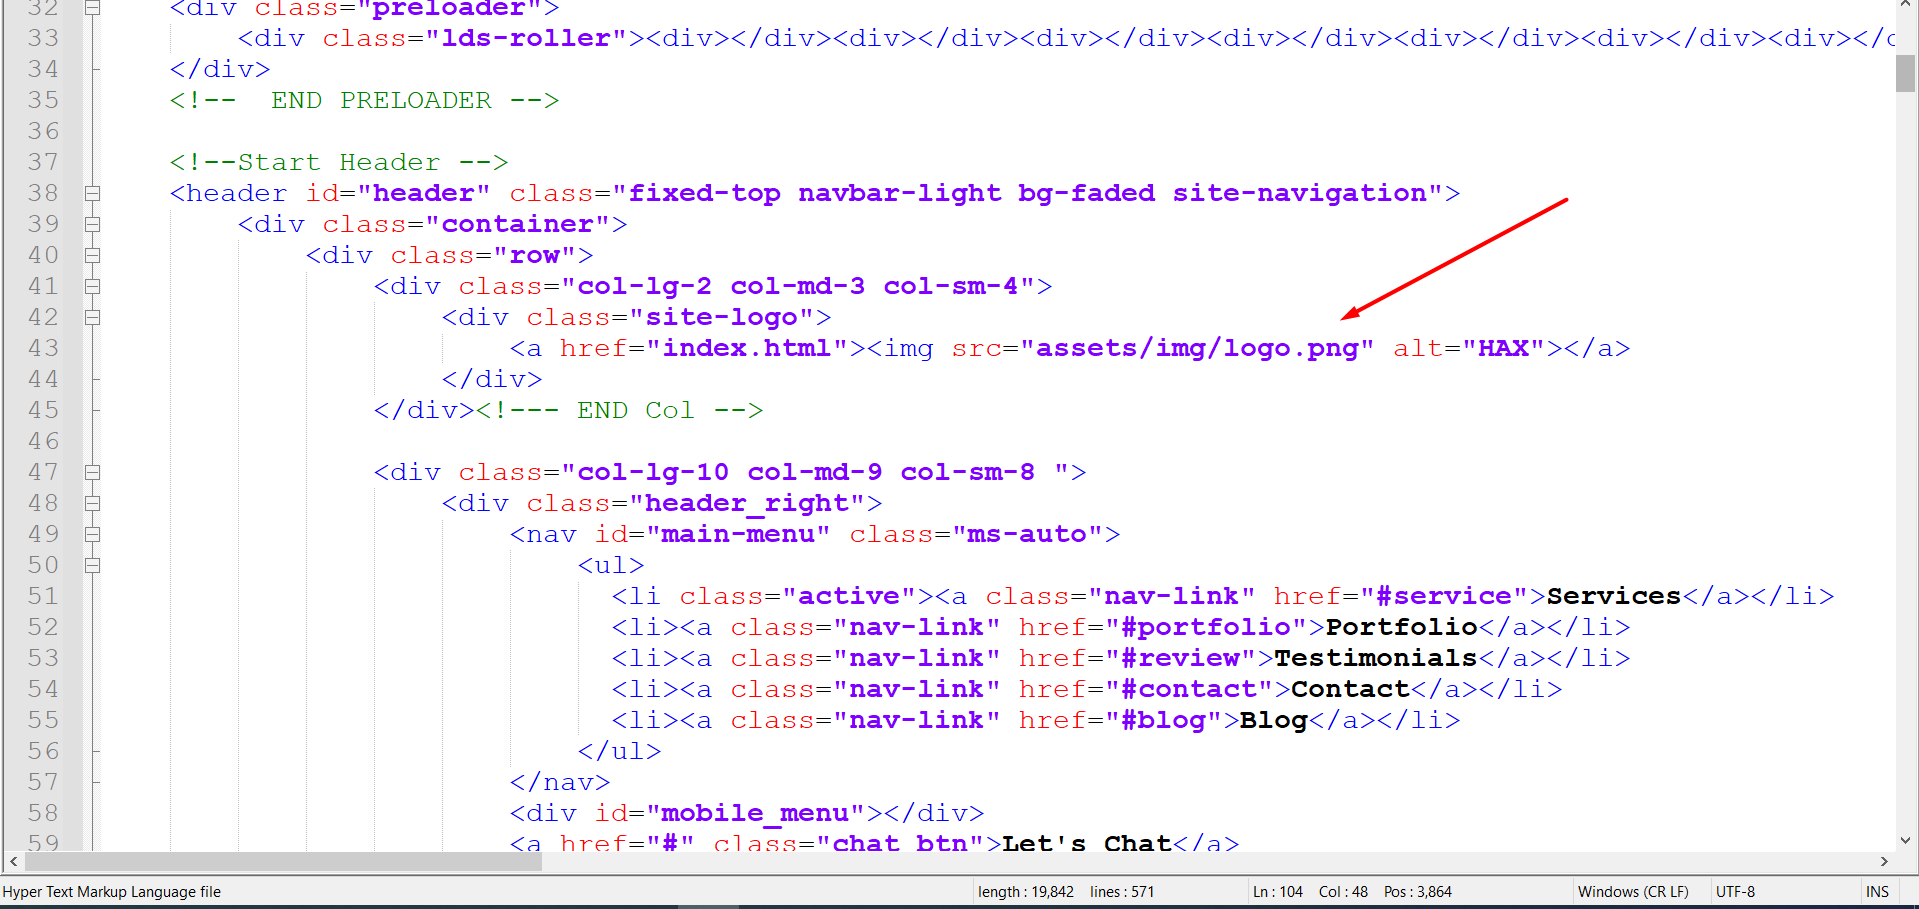 32 <div class="preloader">
33 <div class="lds-roller"><div></div><div></div><div></div><div></div><div></div><div></div><div></
34 </div>
35 <!--  END PRELOADER -->
36
37 <!--Start Header -->
38 <header id="header" class="fixed-top navbar-light bg-faded site-navigation">
39 <div class="container">
40 <div class="row">
41 <div class="col-lg-2 col-md-3 col-sm-4">
42 <div class="site-logo">
43 <a href="index.html"><img src="assets/img/logo.png" alt="HAX"></a>
44 </div>
45 </div><!--- END Col -->
46
47 <div class="col-lg-10 col-md-9 col-sm-8 ">
48 <div class="header_right">
49 <nav id="main-menu" class="ms-auto">
50 <ul>
51 <li class="active"><a class="nav-link" href="#service">Services</a></li>
52 <li><a class="nav-link" href="#portfolio">Portfolio</a></li>
53 <li><a class="nav-link" href="#review">Testimonials</a></li>
54 <li><a class="nav-link" href="#contact">Contact</a></li>
55 <li><a class="nav-link" href="#blog">Blog</a></li>
56 </ul>
57 </nav>
58 <div id="mobile_menu"></div>
59 <a href="#" class="chat_btn">Let's Chat</a>
Hyper Text Markup Language file length : 19,842 lines : 571 Ln : 104 Col : 48 Pos : 3,864 Windows (CR LF) UTF-8 INS